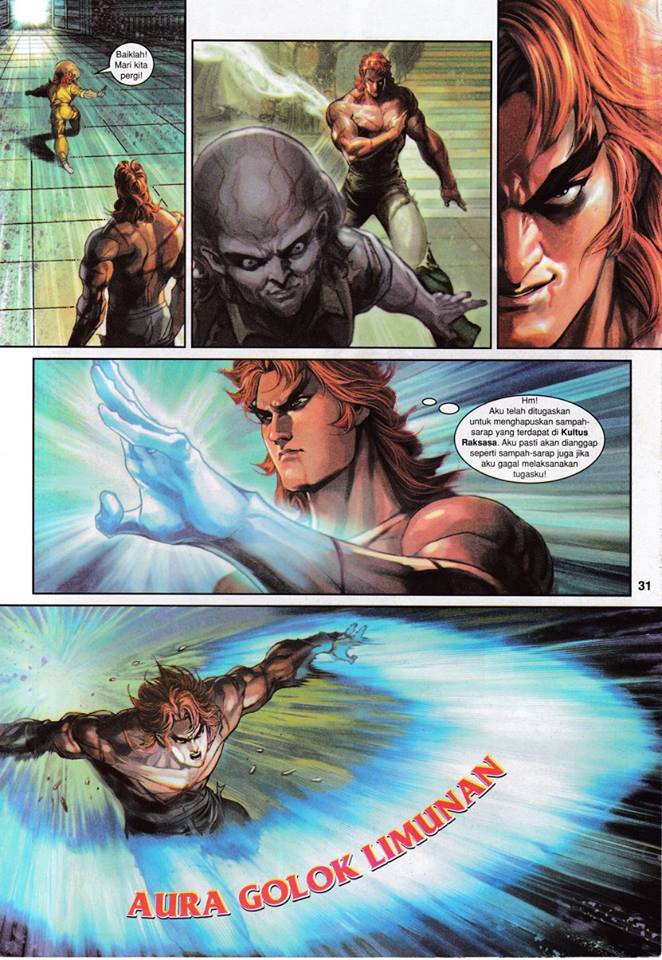 Baiklah!
Mari kita
pergi!
Hm!
Aku telah ditugaskan
untuk menghapuskan sampah-
sarap yang terdapat di Kultus
Raksasa. Aku pasti akan dianggap
seperti sampah-sarap juga jika
aku gagal melaksanakan
tugasku!
31
AURA GOLOK LIMUNAN